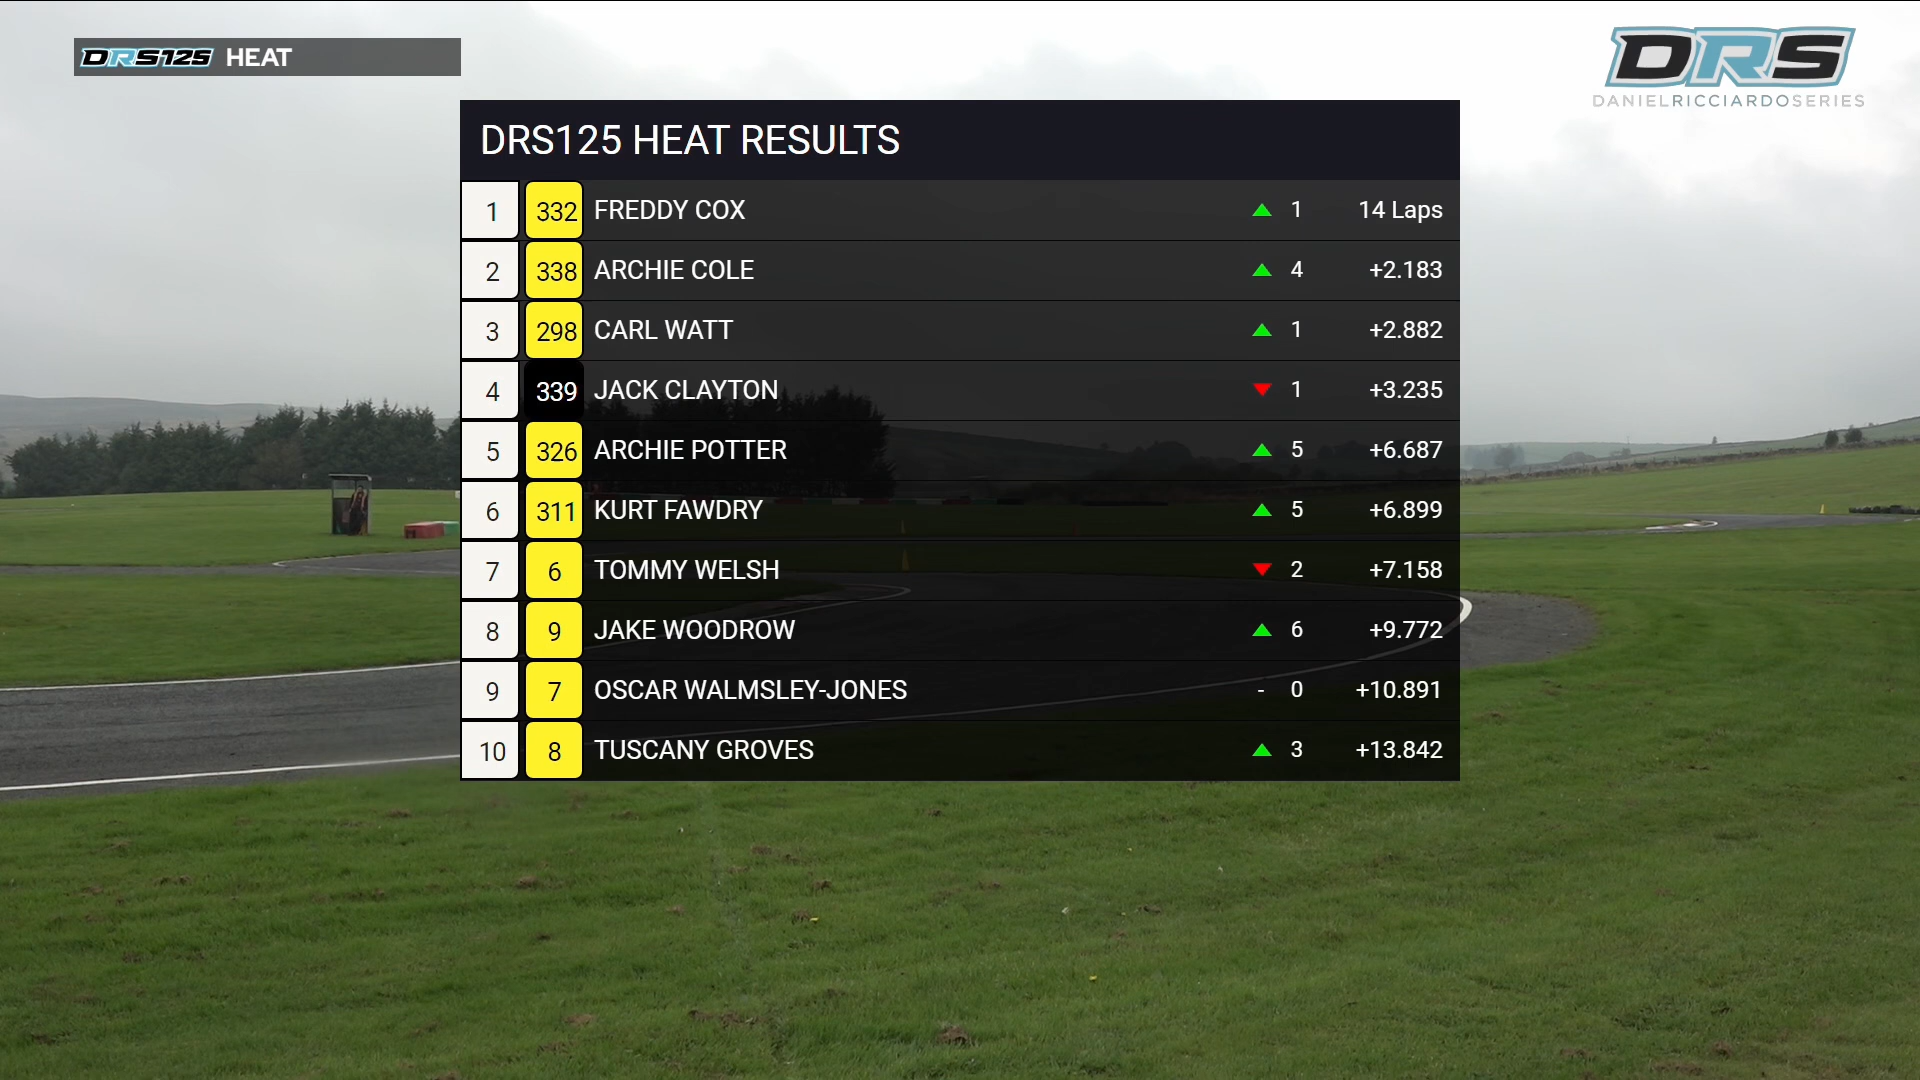 DRS125 HEAT
DRS
DANIELRICCIARDOSERIES
DRS125 HEAT RESULTS
1 332 FREDDY COX ▲ 1 14 Laps
2 338 ARCHIE COLE ▲ 4 +2.183
3 298 CARL WATT ▲ 1 +2.882
4 339 JACK CLAYTON ▼ 1 +3.235
5 326 ARCHIE POTTER ▲ 5 +6.687
6 311 KURT FAWDRY ▲ 5 +6.899
7 6 TOMMY WELSH ▼ 2 +7.158
8 9 JAKE WOODROW ▲ 6 +9.772
9 7 OSCAR WALMSLEY-JONES - 0 +10.891
10 8 TUSCANY GROVES ▲ 3 +13.842